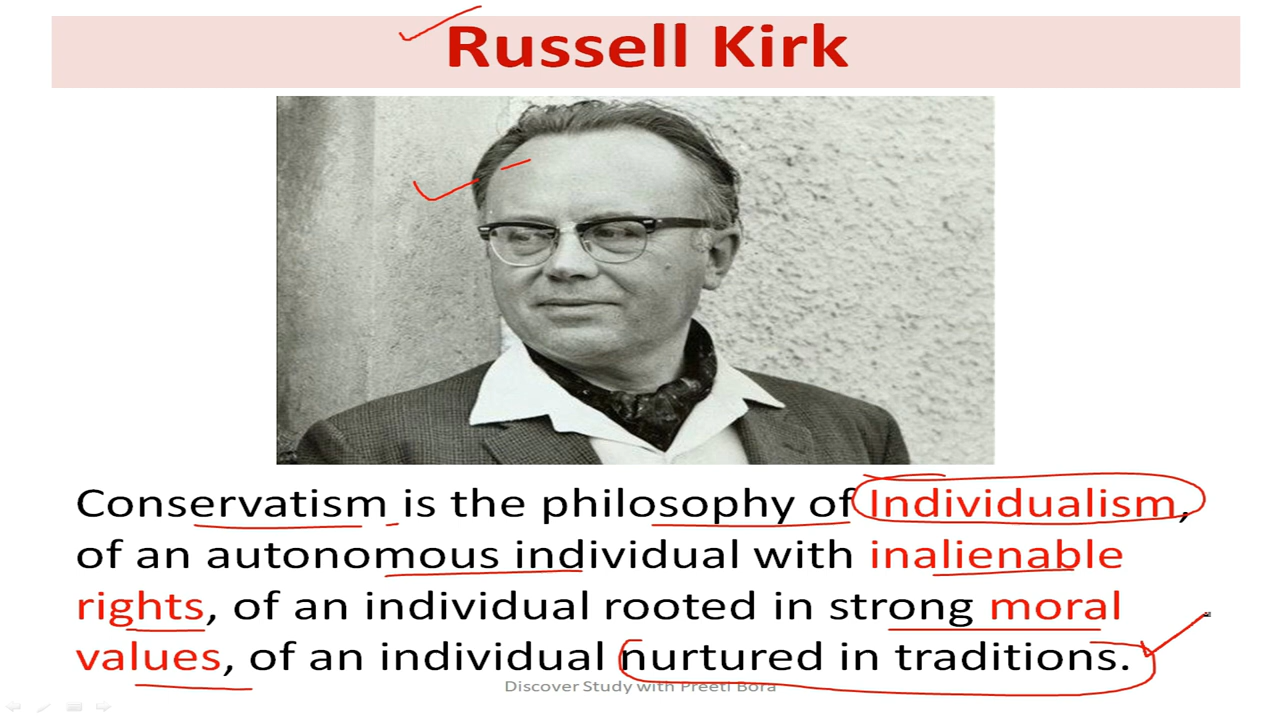 Russell Kirk
Conservatism is the philosophy of Individualism,
of an autonomous individual with inalienable
rights, of an individual rooted in strong moral
values, of an individual nurtured in traditions.
Discover Study with Preeti Bora